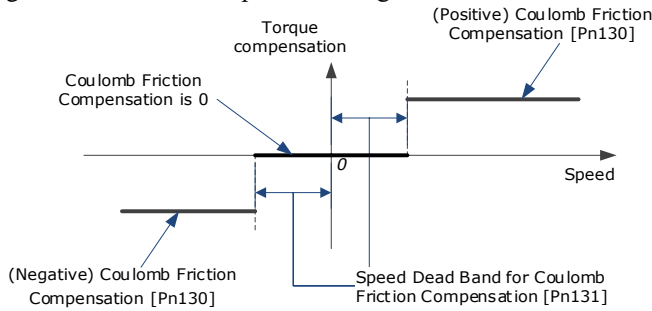 (Positive) Coulomb Friction
Compensation [Pn130]
Torque
compensation
Coulomb Friction
Compensation is 0
0
Speed
(Negative) Coulomb Friction
Compensation [Pn130]
Speed Dead Band for Coulomb
Friction Compensation [Pn131]